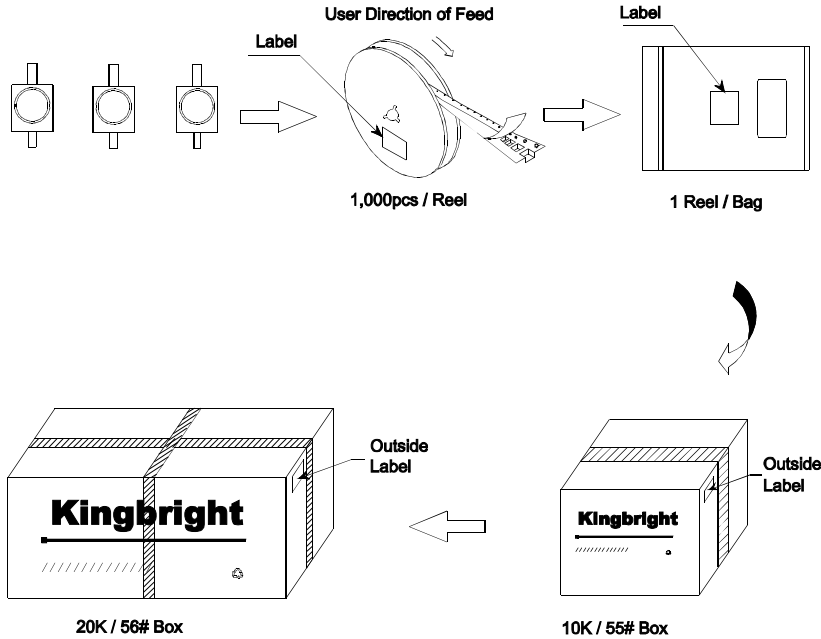 User Direction of Feed
Label
Label
1,000pcs / Reel
1 Reel / Bag
Outside
Label
Kingbright
20K / 56# Box
Outside
Label
Kingbright
10K / 55# Box